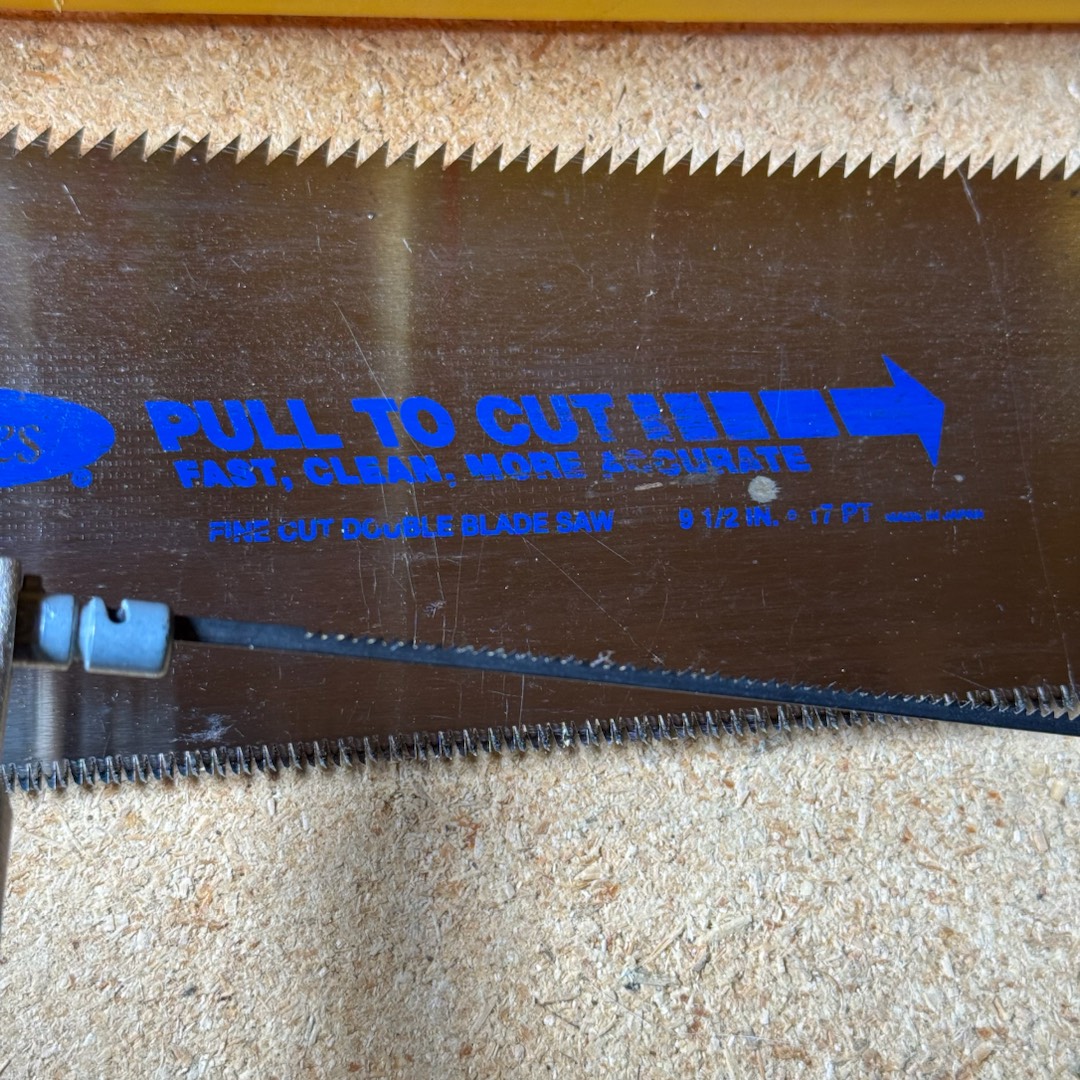 PULL TO CUT
FAST, CLEAN, MORE ACCURATE
FINE CUT DOUBLE BLADE SAW 9 1/2 IN. • 17 PT MADE IN JAPAN